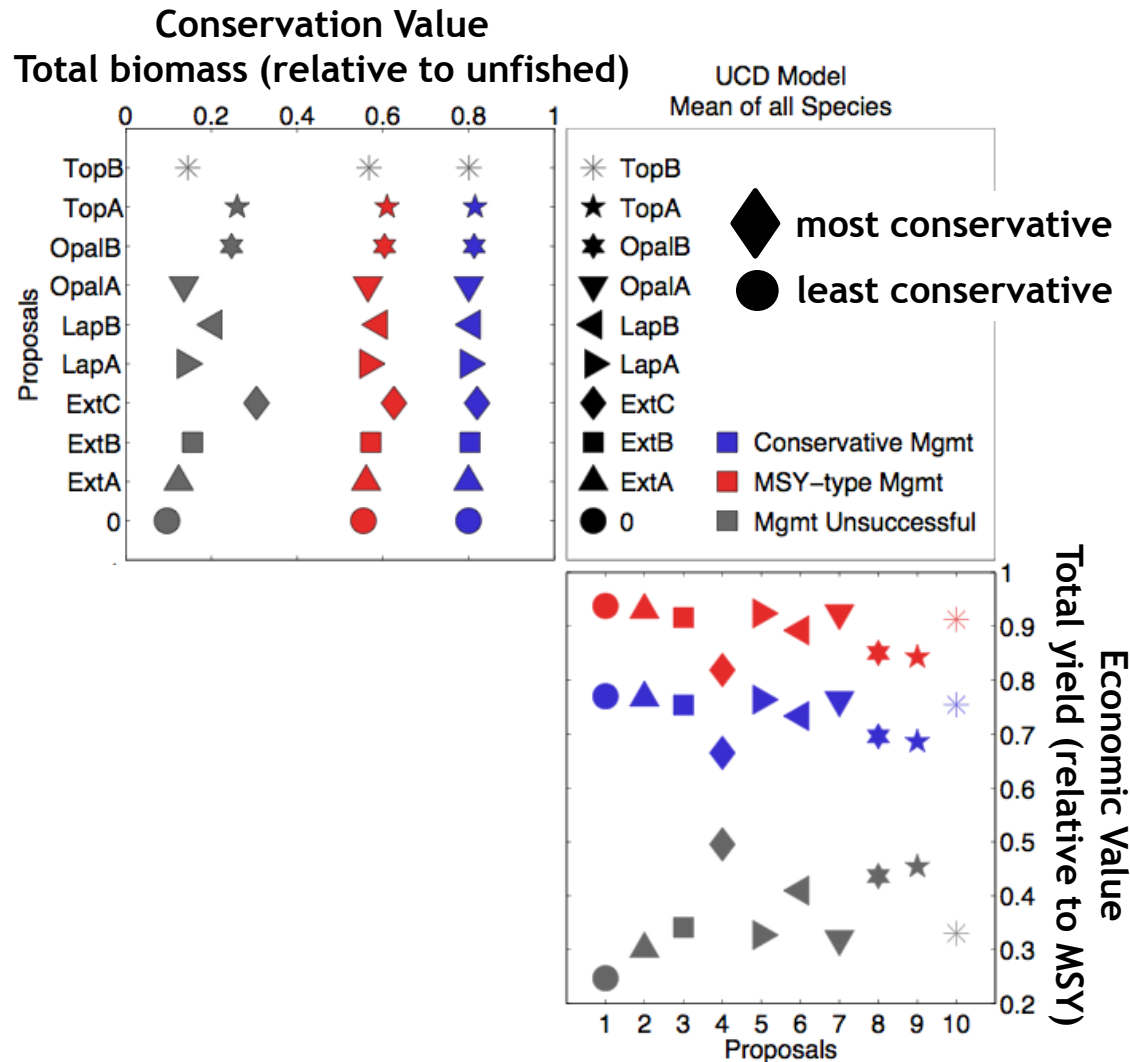 Conservation Value
Total biomass (relative to unfished)
UCD Model
Mean of all Species
0 0.2 0.4 0.6 0.8 1
Proposals
TopB
TopA
OpalB
OpalA
LapB
LapA
ExtC
ExtB
ExtA
0
TopB
TopA
OpalB
OpalA
LapB
LapA
ExtC
ExtB
ExtA
0
most conservative
least conservative
Conservative Mgmt
MSY-type Mgmt
Mgmt Unsuccessful
1
0.9
0.8
0.7
0.6
0.5
0.4
0.3
0.2
Economic Value
Total yield (relative to MSY)
1 2 3 4 5 6 7 8 9 10
Proposals